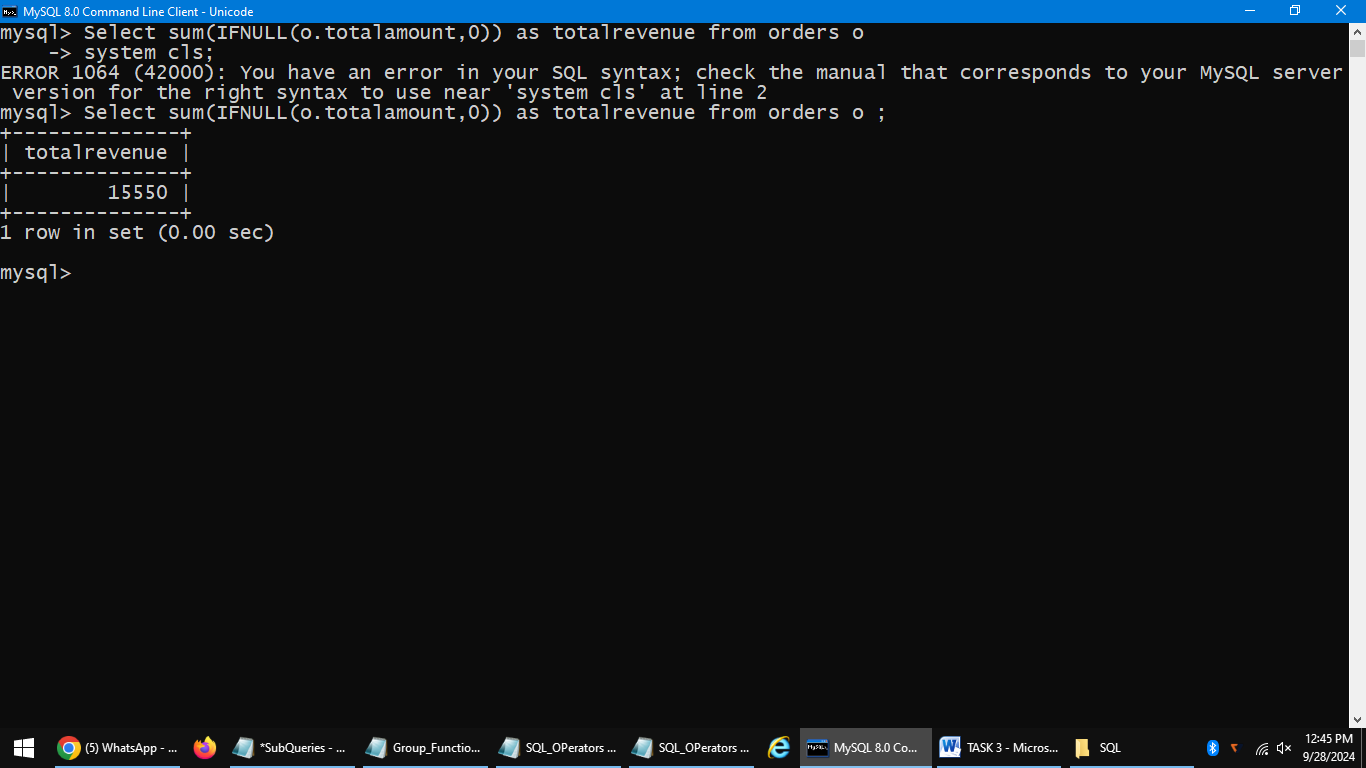 MySQL 8.0 Command Line Client - Unicode
mysql> Select sum(IFNULL(o.totalamount,0)) as totalrevenue from orders o
    -> system cls;
ERROR 1064 (42000): You have an error in your SQL syntax; check the manual that corresponds to your MySQL server
 version for the right syntax to use near 'system cls' at line 2
mysql> Select sum(IFNULL(o.totalamount,0)) as totalrevenue from orders o ;
+--------------+
| totalrevenue |
+--------------+
|        15550 |
+--------------+
1 row in set (0.00 sec)
mysql>
(5) WhatsApp - ... *SubQueries - ... Group_Functio... SQL_OPerators ... SQL_OPerators ... MySQL 8.0 Co... TASK 3 - Micros... SQL
12:45 PM
9/28/2024